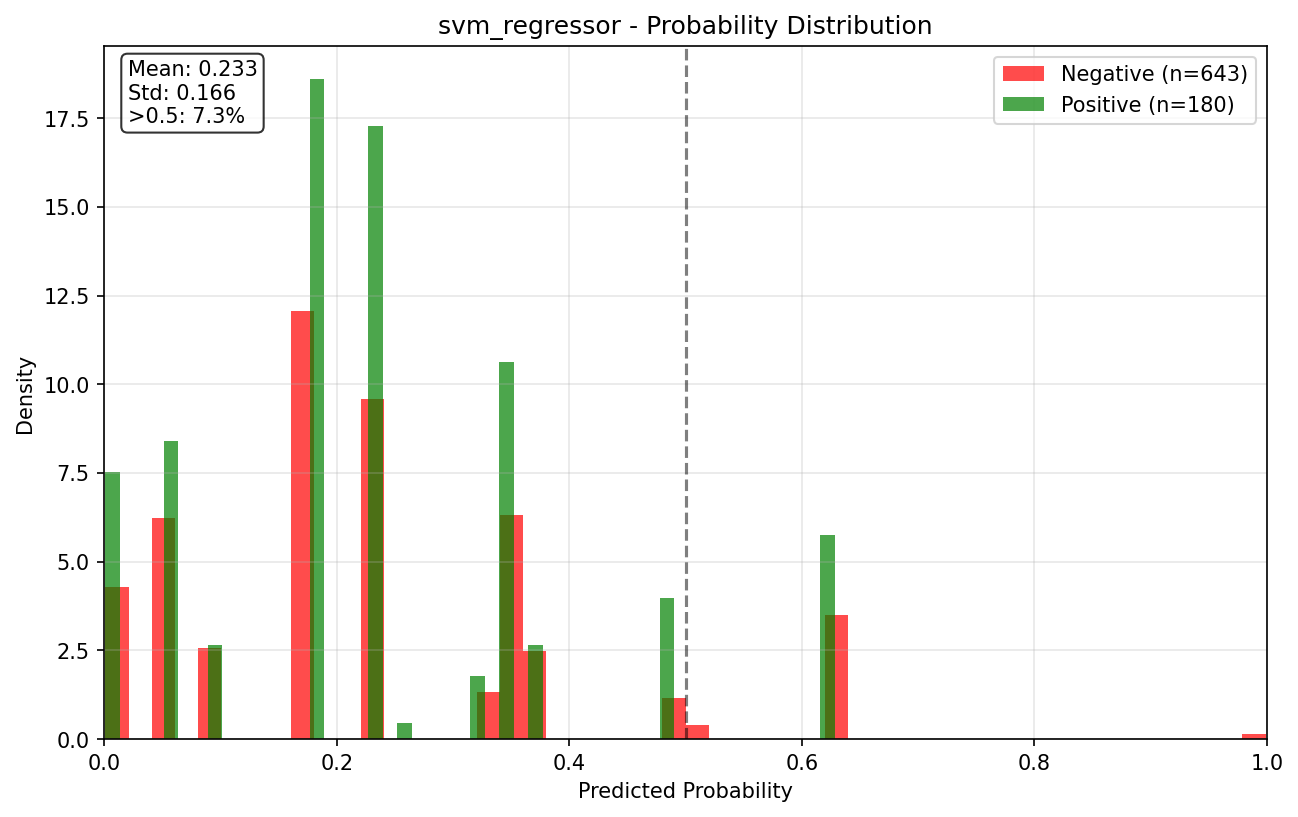 svm_regressor - Probability Distribution
Mean: 0.233
Std: 0.166
>0.5: 7.3%
Negative (n=643)
Positive (n=180)
17.5
15.0
12.5
10.0
7.5
5.0
2.5
0.0
Density
0.0 0.2 0.4 0.6 0.8 1.0
Predicted Probability